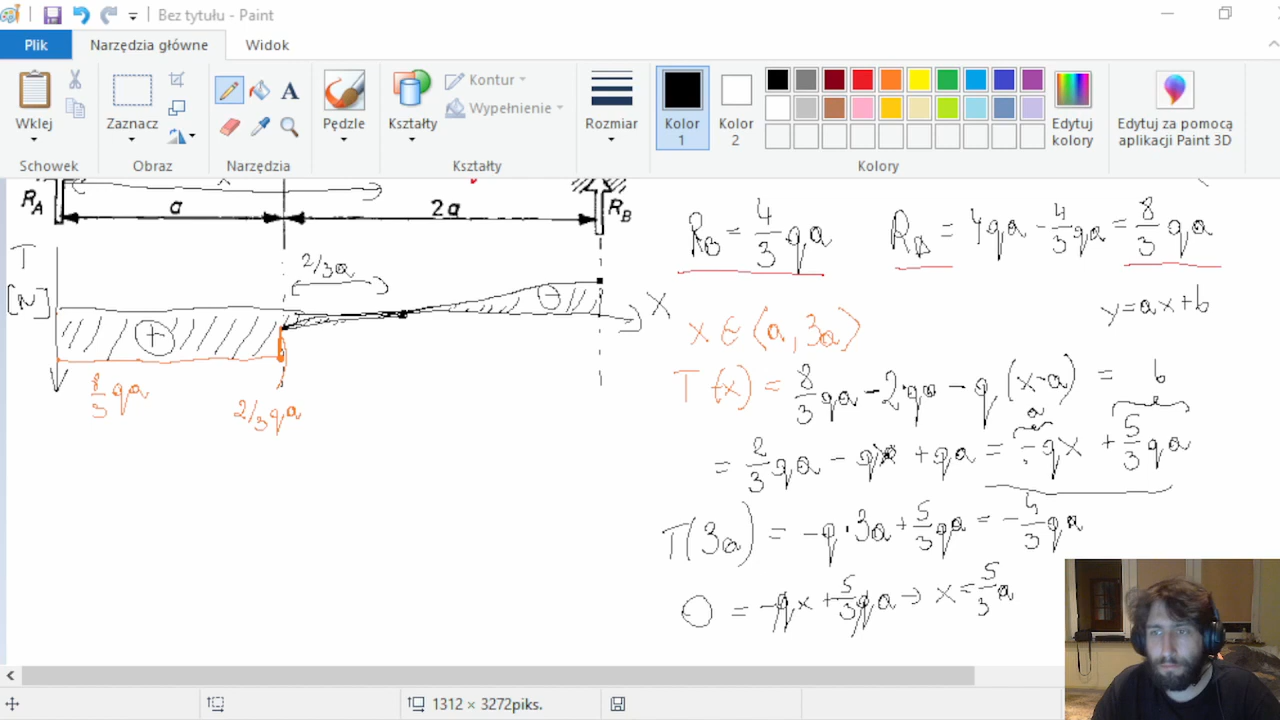 Bez tytułu - Paint
Plik Narzędzia główne Widok
Wklej
Zaznacz
A
Pędzle
Kształty
Kontur
Wypełnienie
Rozmiar
Kolor 1
Kolor 2
Edytuj kolory
Edytuj za pomocą aplikacji Paint 3D
Schowek Obraz Narzędzia Kształty Kolory
R_A a 2a R_B
T
[N]
2/3a
+
−
X
8/3 qa
2/3 qa
R_B = 4/3 qa R_A = 4qa - 4/3 qa = 8/3 qa
y=ax+b
x ∈ (a, 3a)
T(x) = 8/3 qa - 2·qa - q (x-a) =
a b
= 2/3 qa - qx + qa = -qx + 5/3 qa
T(3a) = -q·3a + 5/3 qa = -4/3 qa
0 = -qx + 5/3 qa → x = 5/3 a
1312 × 3272piks.